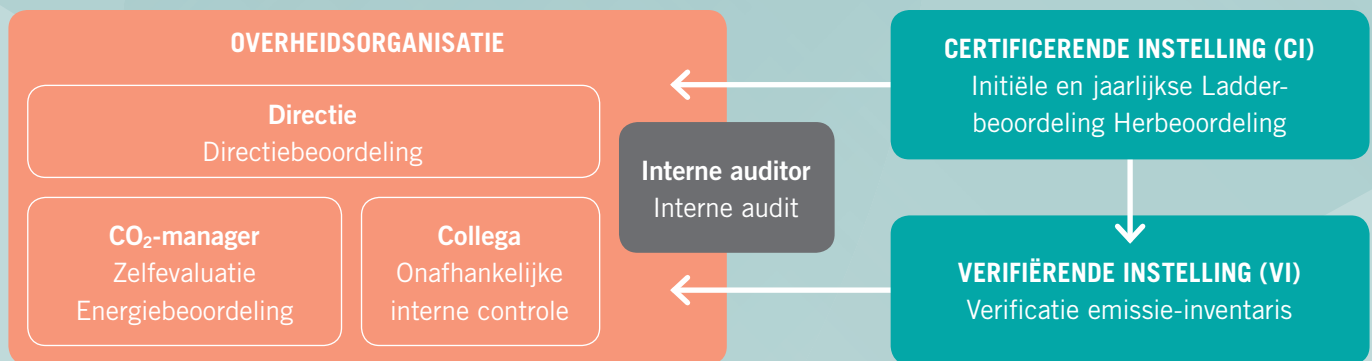 OVERHEIDSORGANISATIE
Directie
Directiebeoordeling
CO₂-manager
Zelfevaluatie
Energiebeoordeling
Collega
Onafhankelijke
interne controle
Interne auditor
Interne audit
CERTIFICERENDE INSTELLING (CI)
Initiële en jaarlijkse Ladder-
beoordeling Herbeoordeling
VERIFIËRENDE INSTELLING (VI)
Verificatie emissie-inventaris